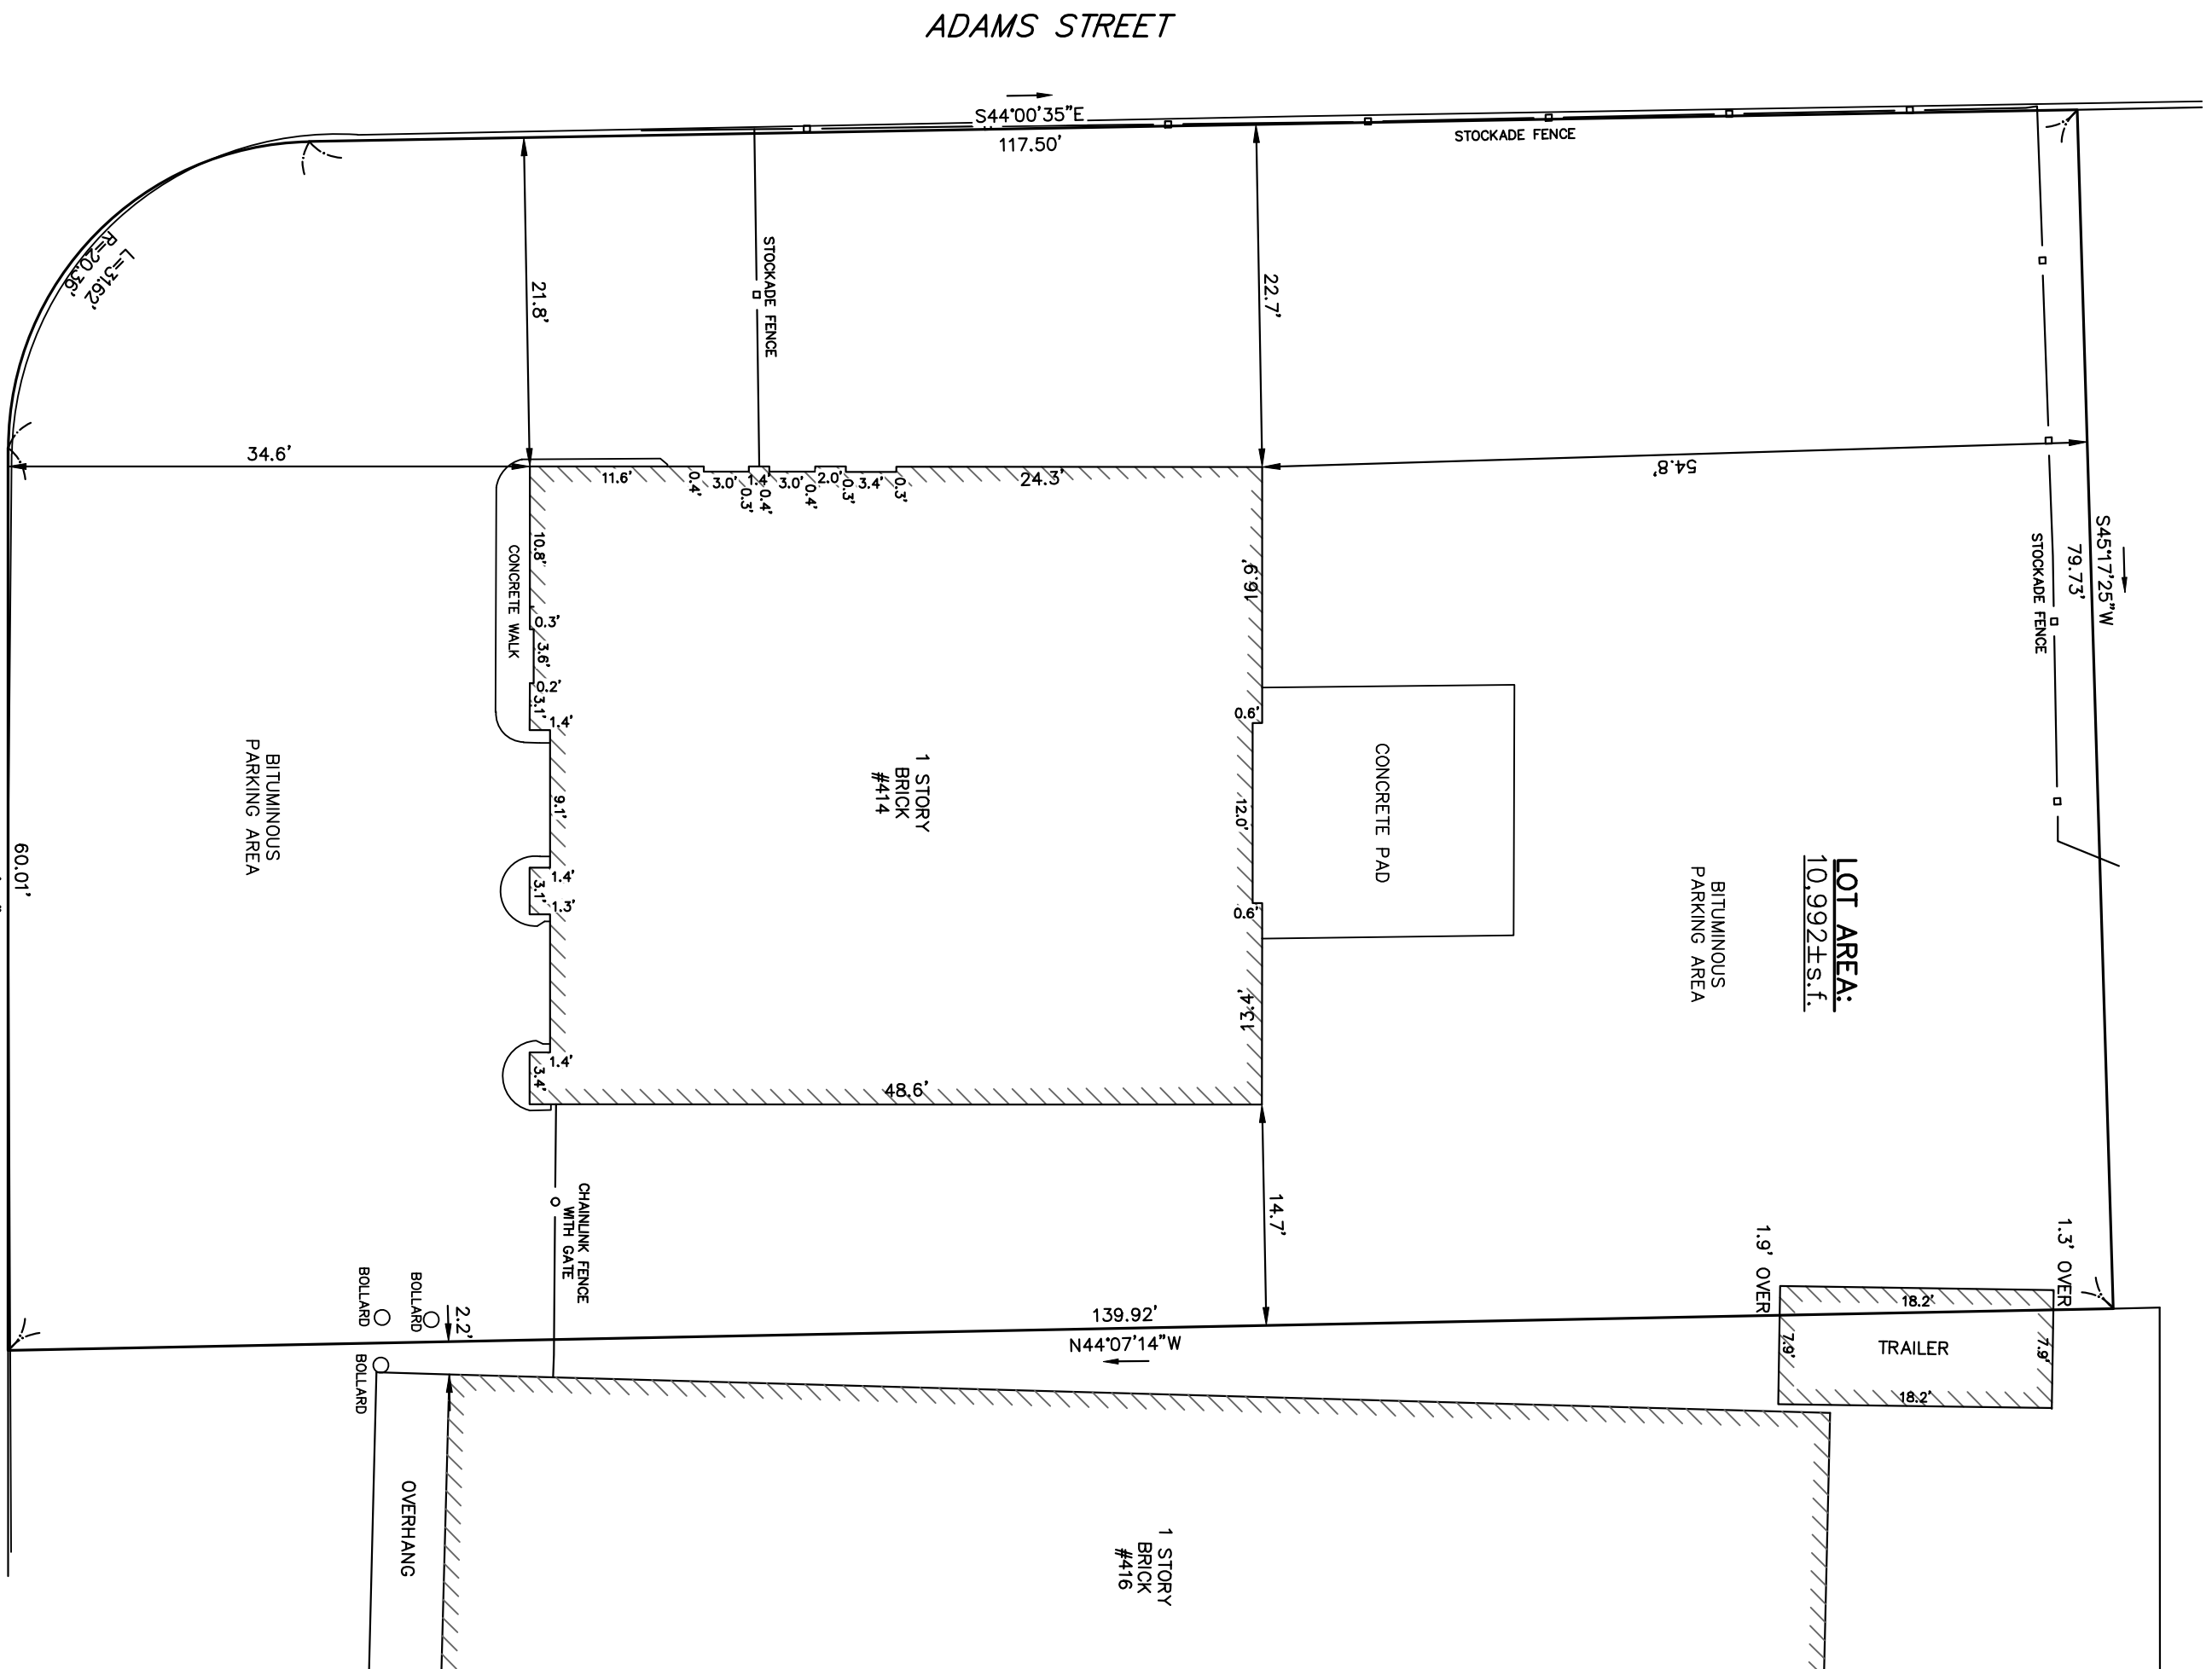 ADAMS STREET
S44°00'35"E
117.50'
STOCKADE FENCE
L=31.62'
R=20.36'
21.8'
STOCKADE FENCE
22.7'
34.6'
54.8'
11.6'
0.4'
3.0'
0.3'
1.4'
0.4'
3.0'
0.4'
2.0'
0.3'
3.4'
0.3'
24.3'
S45°17'25"W
79.73'
STOCKADE FENCE
CONCRETE WALK
10.8'
0.3'
3.6'
0.2'
3.1'
1.4'
16.9'
0.6'
9.1'
12.0'
CONCRETE PAD
1 STORY
BRICK
#414
BITUMINOUS
PARKING AREA
60.01'
1.4'
3.1'
1.3'
0.6'
BITUMINOUS
PARKING AREA
LOT AREA:
10,992±s.f.
13.4'
1.4'
3.4'
48.6'
CHAINLINK FENCE
WITH GATE
14.7'
1.9' OVER
1.3' OVER
BOLLARD
BOLLARD
2.2'
139.92'
N44°07'14"W
18.2'
7.9'
TRAILER
7.9'
18.2'
BOLLARD
OVERHANG
1 STORY
BRICK
#416